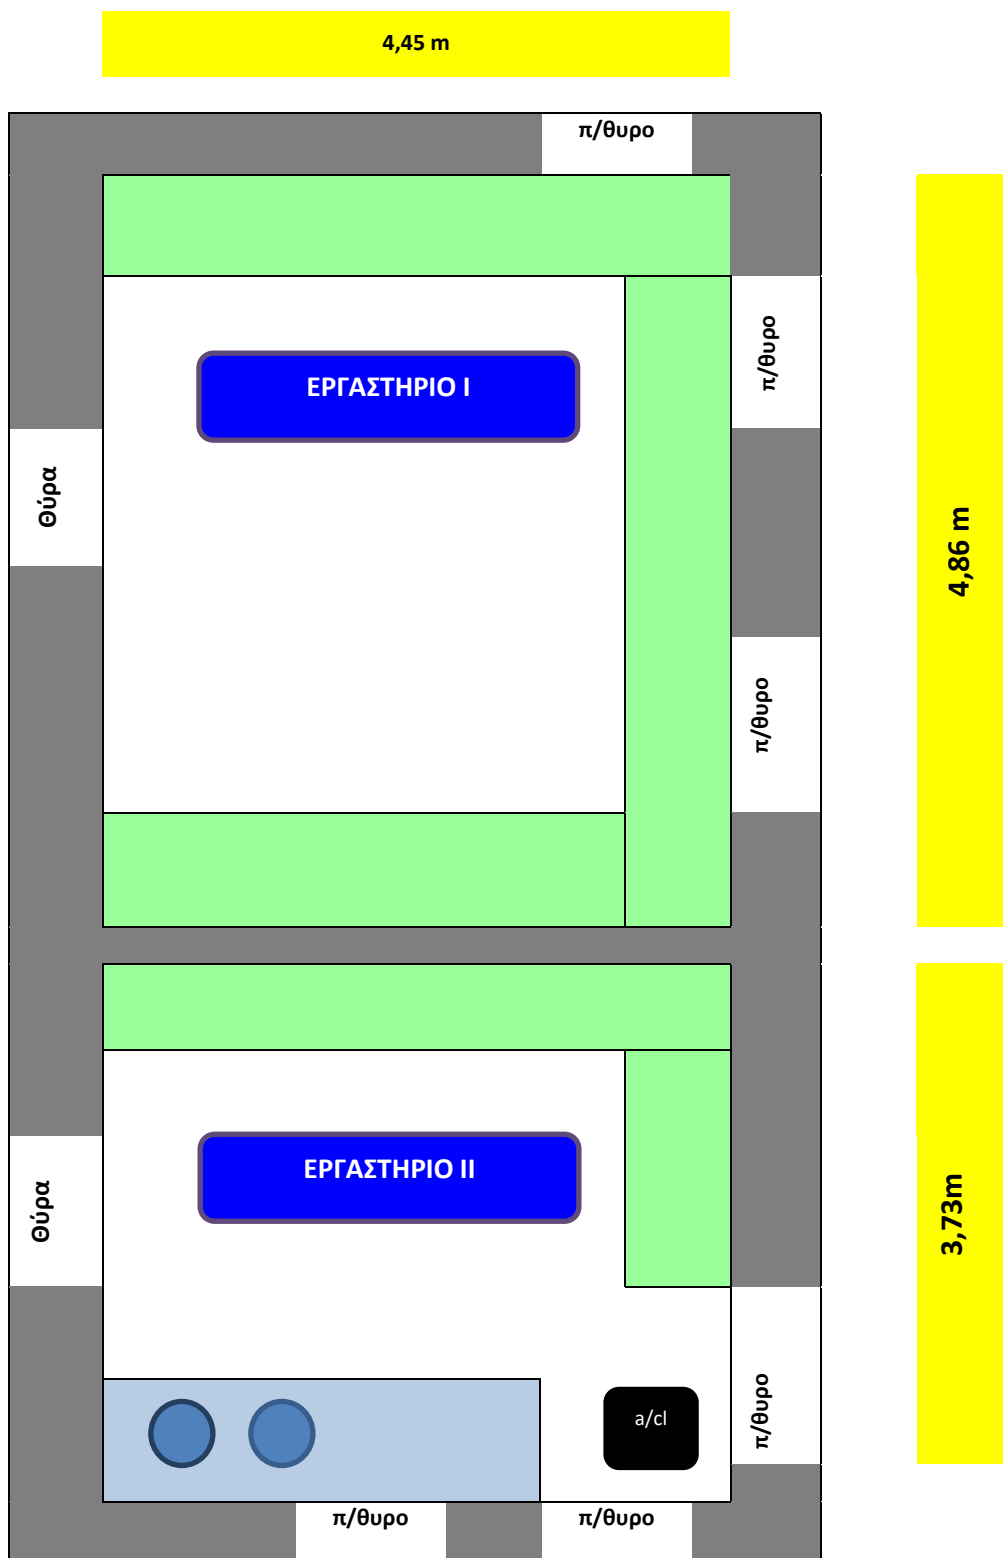 4,45 m
π/θυρο
ΕΡΓΑΣΤΗΡΙΟ Ι
π/θυρο
Θύρα
4,86 m
π/θυρο
ΕΡΓΑΣΤΗΡΙΟ ΙΙ
Θύρα
3,73m
a/cl
π/θυρο
π/θυρο
π/θυρο